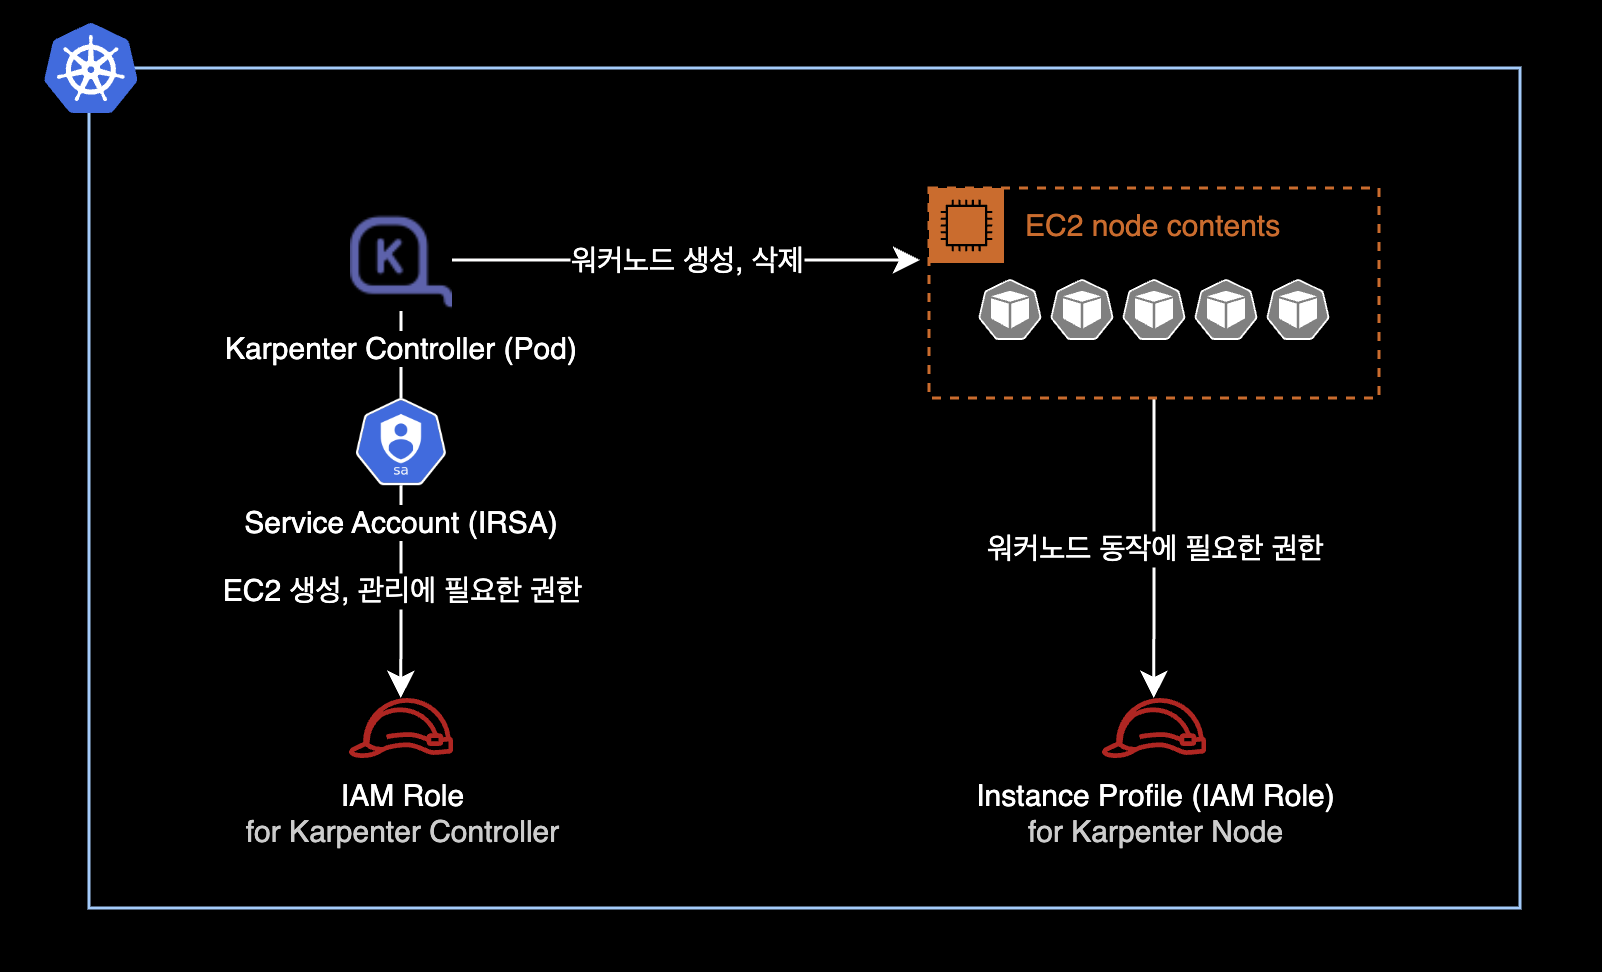 K
워커노드 생성, 삭제
EC2 node contents
Karpenter Controller (Pod)
sa
Service Account (IRSA)
EC2 생성, 관리에 필요한 권한
워커노드 동작에 필요한 권한
IAM Role
for Karpenter Controller
Instance Profile (IAM Role)
for Karpenter Node